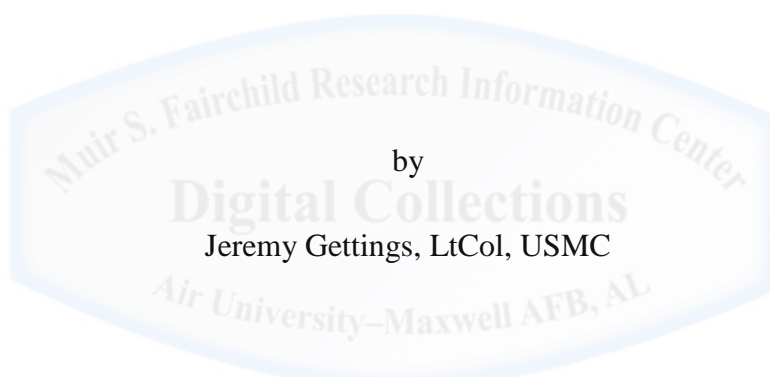 Muir S. Fairchild Research Information Center
by
Digital Collections
Jeremy Gettings, LtCol, USMC
Air University–Maxwell AFB, AL